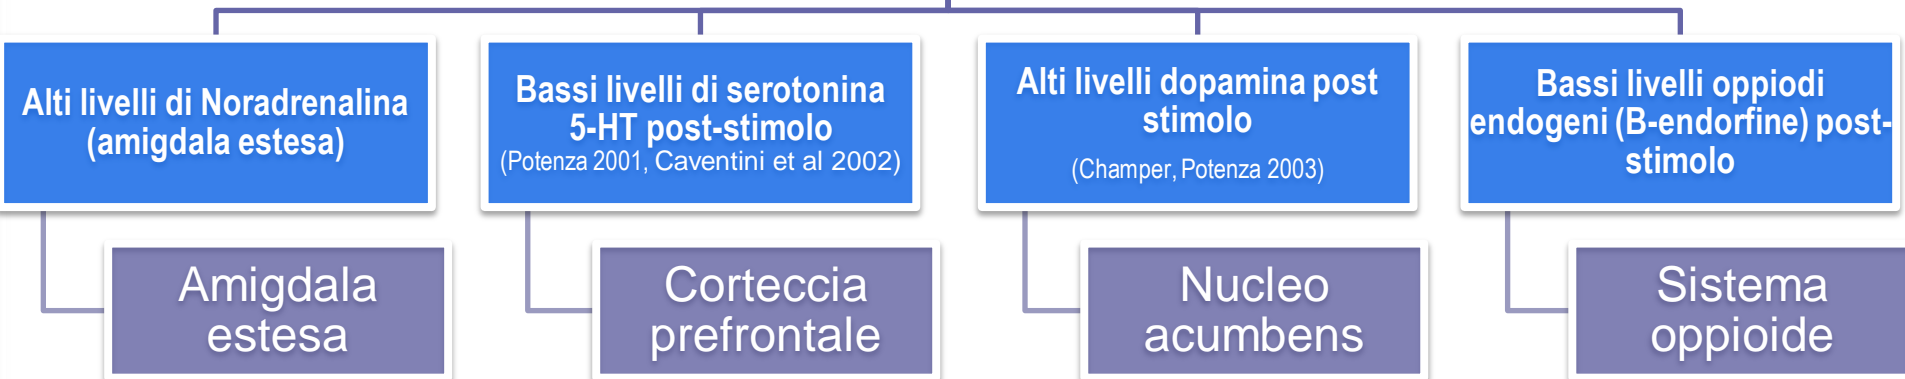 Alti livelli di Noradrenalina
(amigdala estesa)
Bassi livelli di serotonina
5-HT post-stimolo
(Potenza 2001, Caventini et al 2002)
Alti livelli dopamina post
stimolo
(Champer, Potenza 2003)
Bassi livelli oppiodi
endogeni (B-endorfine) post-
stimolo
Amigdala
estesa
Corteccia
prefrontale
Nucleo
acumbens
Sistema
oppioide